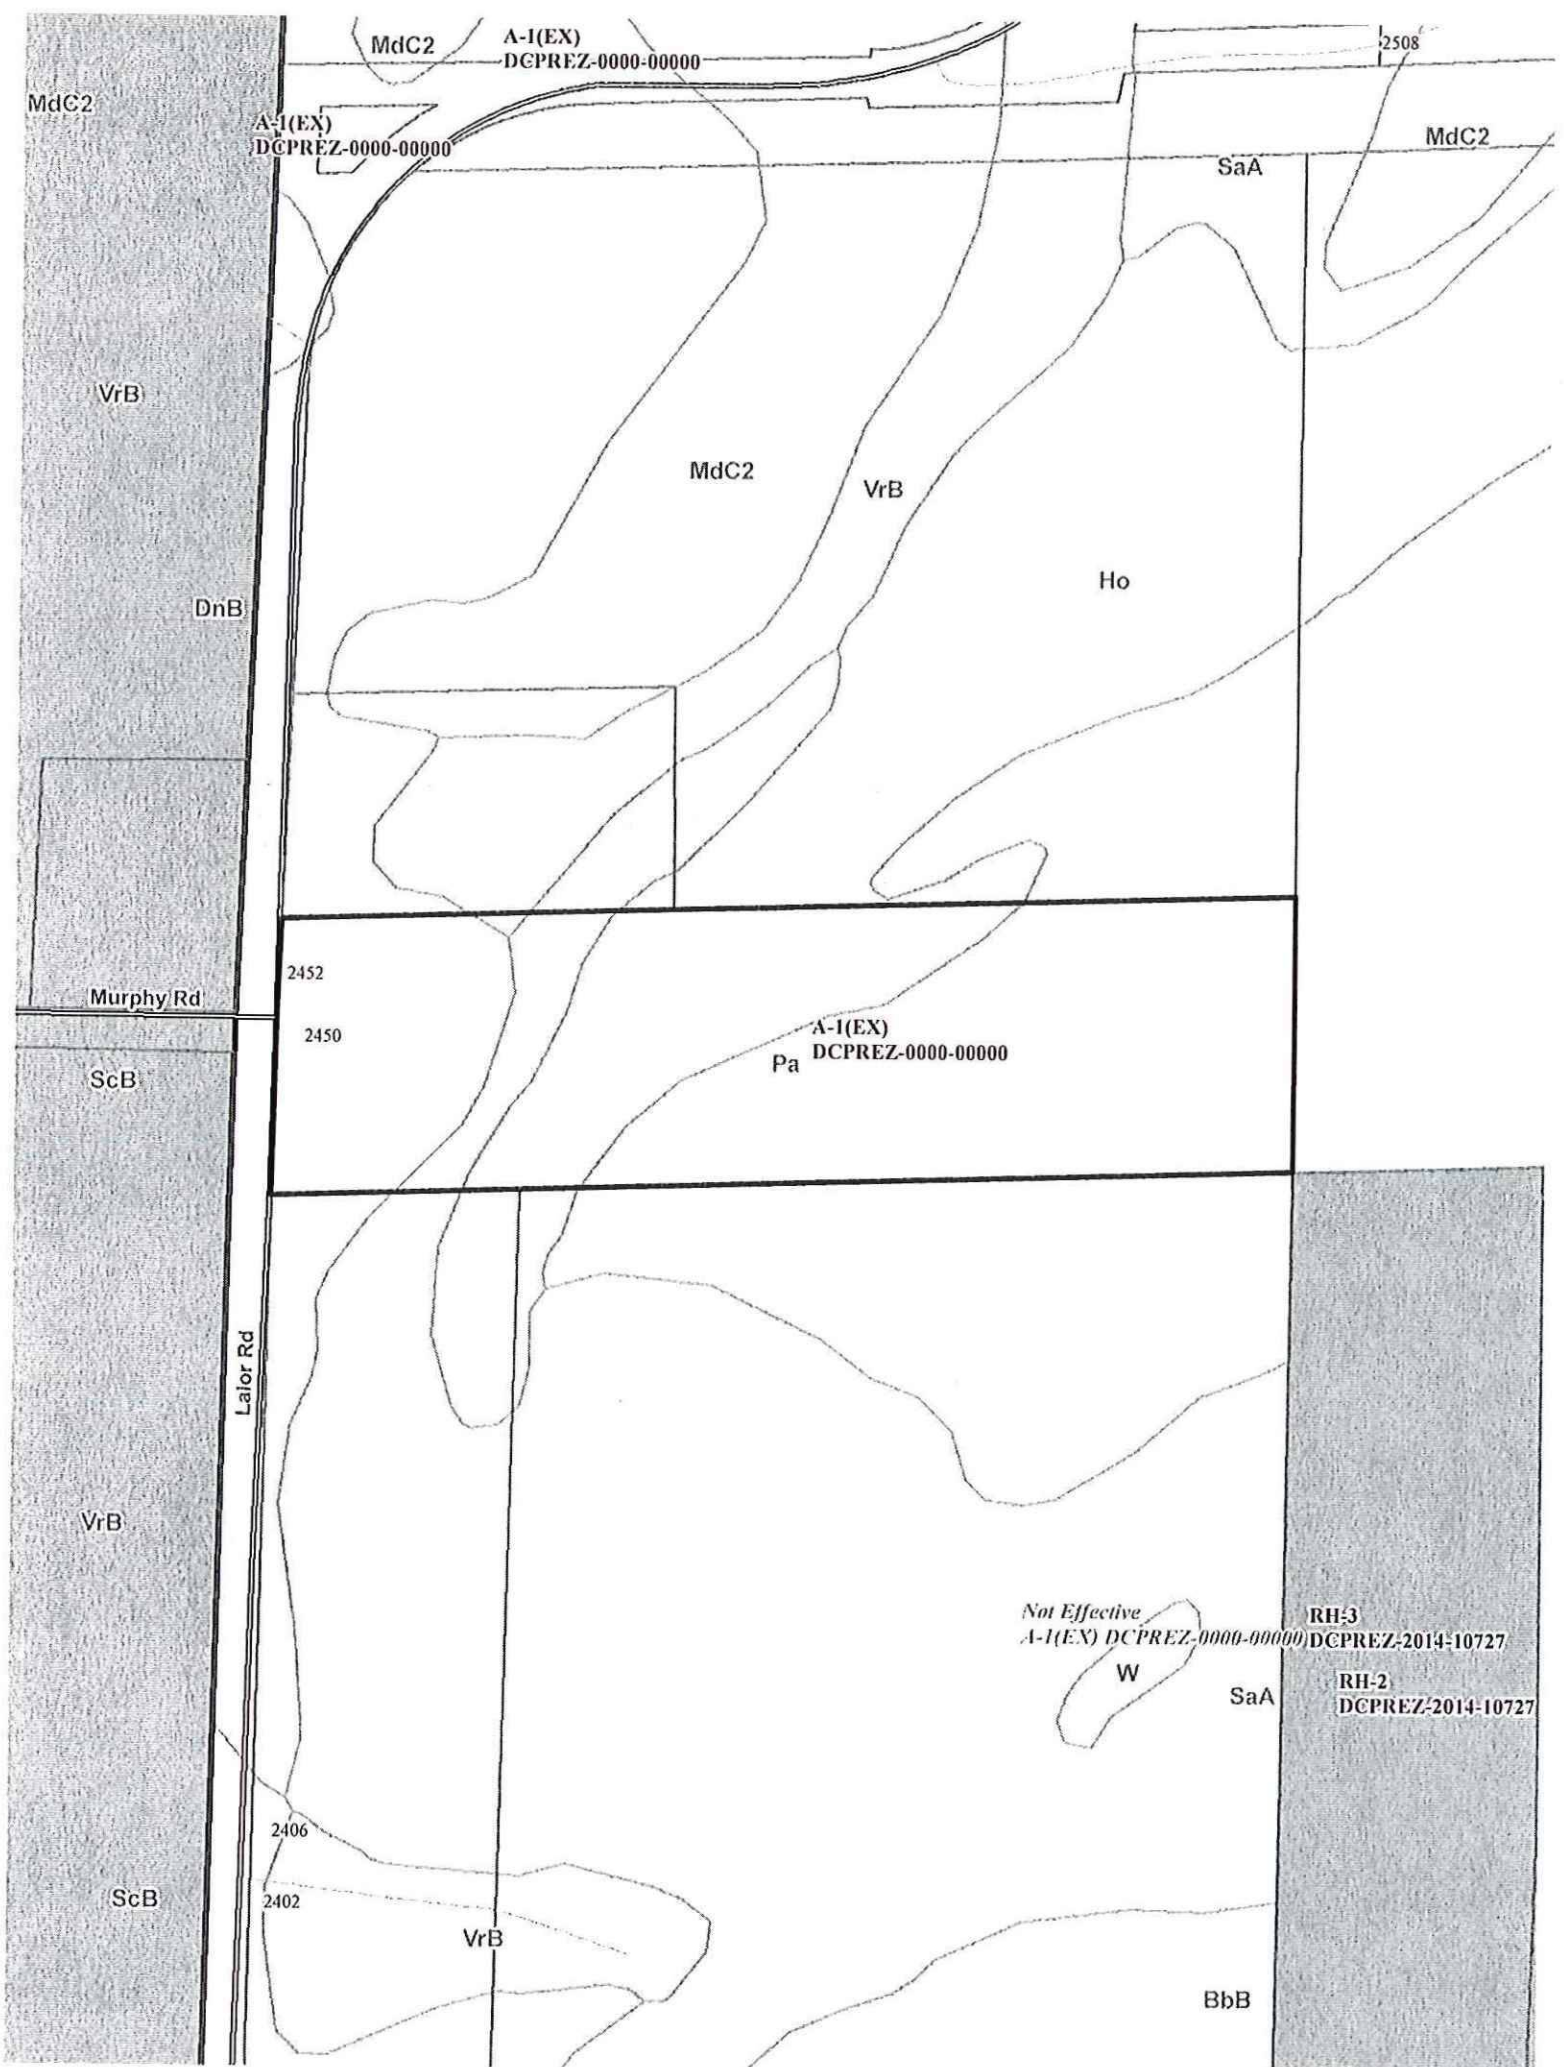 MdC2
A-1(EX)
DCPREZ-0000-00000
2508
MdC2
A-1(EX)
DCPREZ-0000-00000
MdC2
SaA
VrB
MdC2
VrB
Ho
DnB
2452
Murphy Rd
2450
A-1(EX)
DCPREZ-0000-00000
Pa
ScB
Lalor Rd
VrB
Not Effective
A-1(EX) DCPREZ-0000-00000
RH-3
DCPREZ-2014-10727
W
SaA
RH-2
DCPREZ-2014-10727
2406
ScB
2402
VrB
BbB